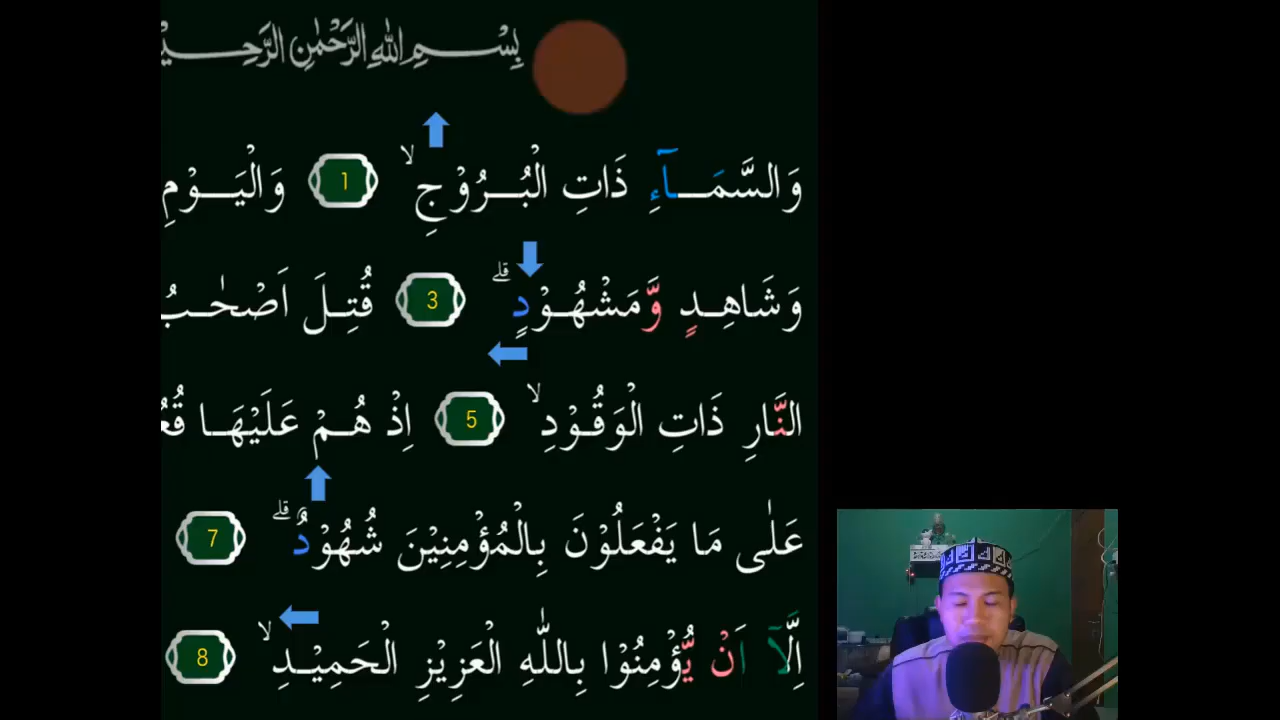 بِسْمِ اللّٰهِ الرَّحْمٰنِ الرَّحِيْ
وَالسَّمَاۤءِ ذَاتِ الْبُرُوْجِۙ 1 وَالْيَوْمِ
وَشَاهِدٍ وَّمَشْهُوْدٍۗ 3 قُتِلَ اَصْحٰبُ
النَّارِ ذَاتِ الْوَقُوْدِۙ 5 اِذْ هُمْ عَلَيْهَا
عَلٰى مَا يَفْعَلُوْنَ بِالْمُؤْمِنِيْنَ شُهُوْدٌۗ 7
اِلَّآ اَنْ يُّؤْمِنُوْا بِاللّٰهِ الْعَزِيْزِ الْحَمِيْدِۙ 8